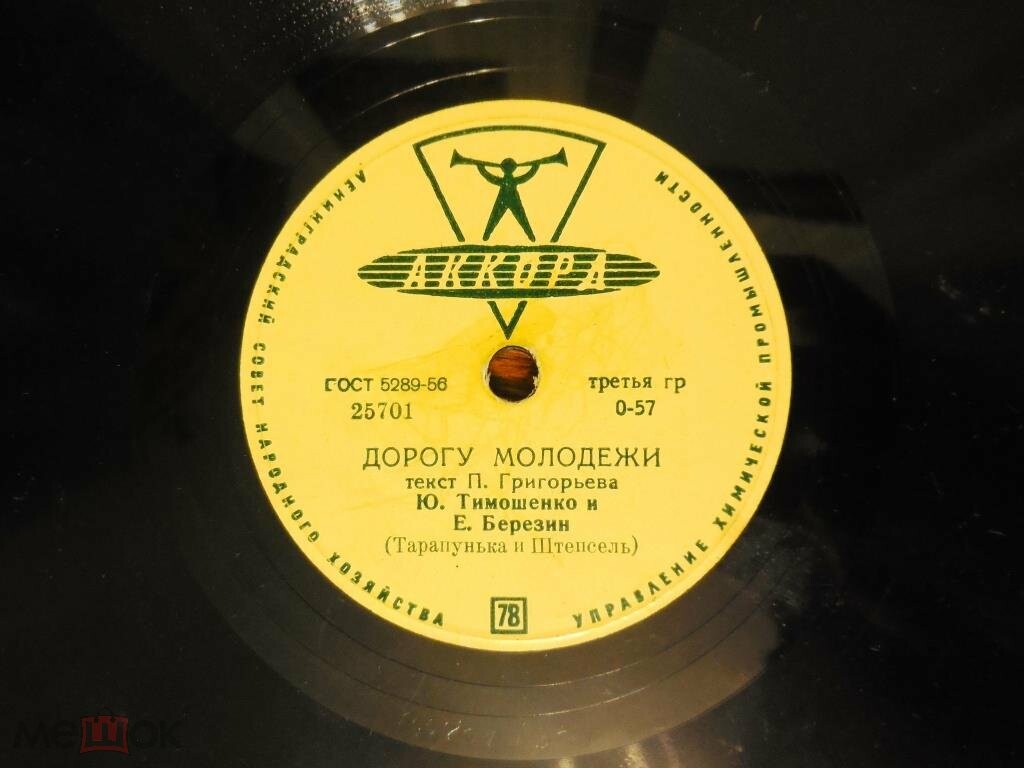 АККОРД
ЛЕНИНГРАДСКИЙ СОВЕТ НАРОДНОГО ХОЗЯЙСТВА
УПРАВЛЕНИЕ ХИМИЧЕСКОЙ ПРОМЫШЛЕННОСТИ
ГОСТ 5289-56
25701
третья гр
0-57
ДОРОГУ МОЛОДЕЖИ
текст П. Григорьева
Ю. Тимошенко и
Е. Березин
(Тарапунька и Штепсель)
78
мешок